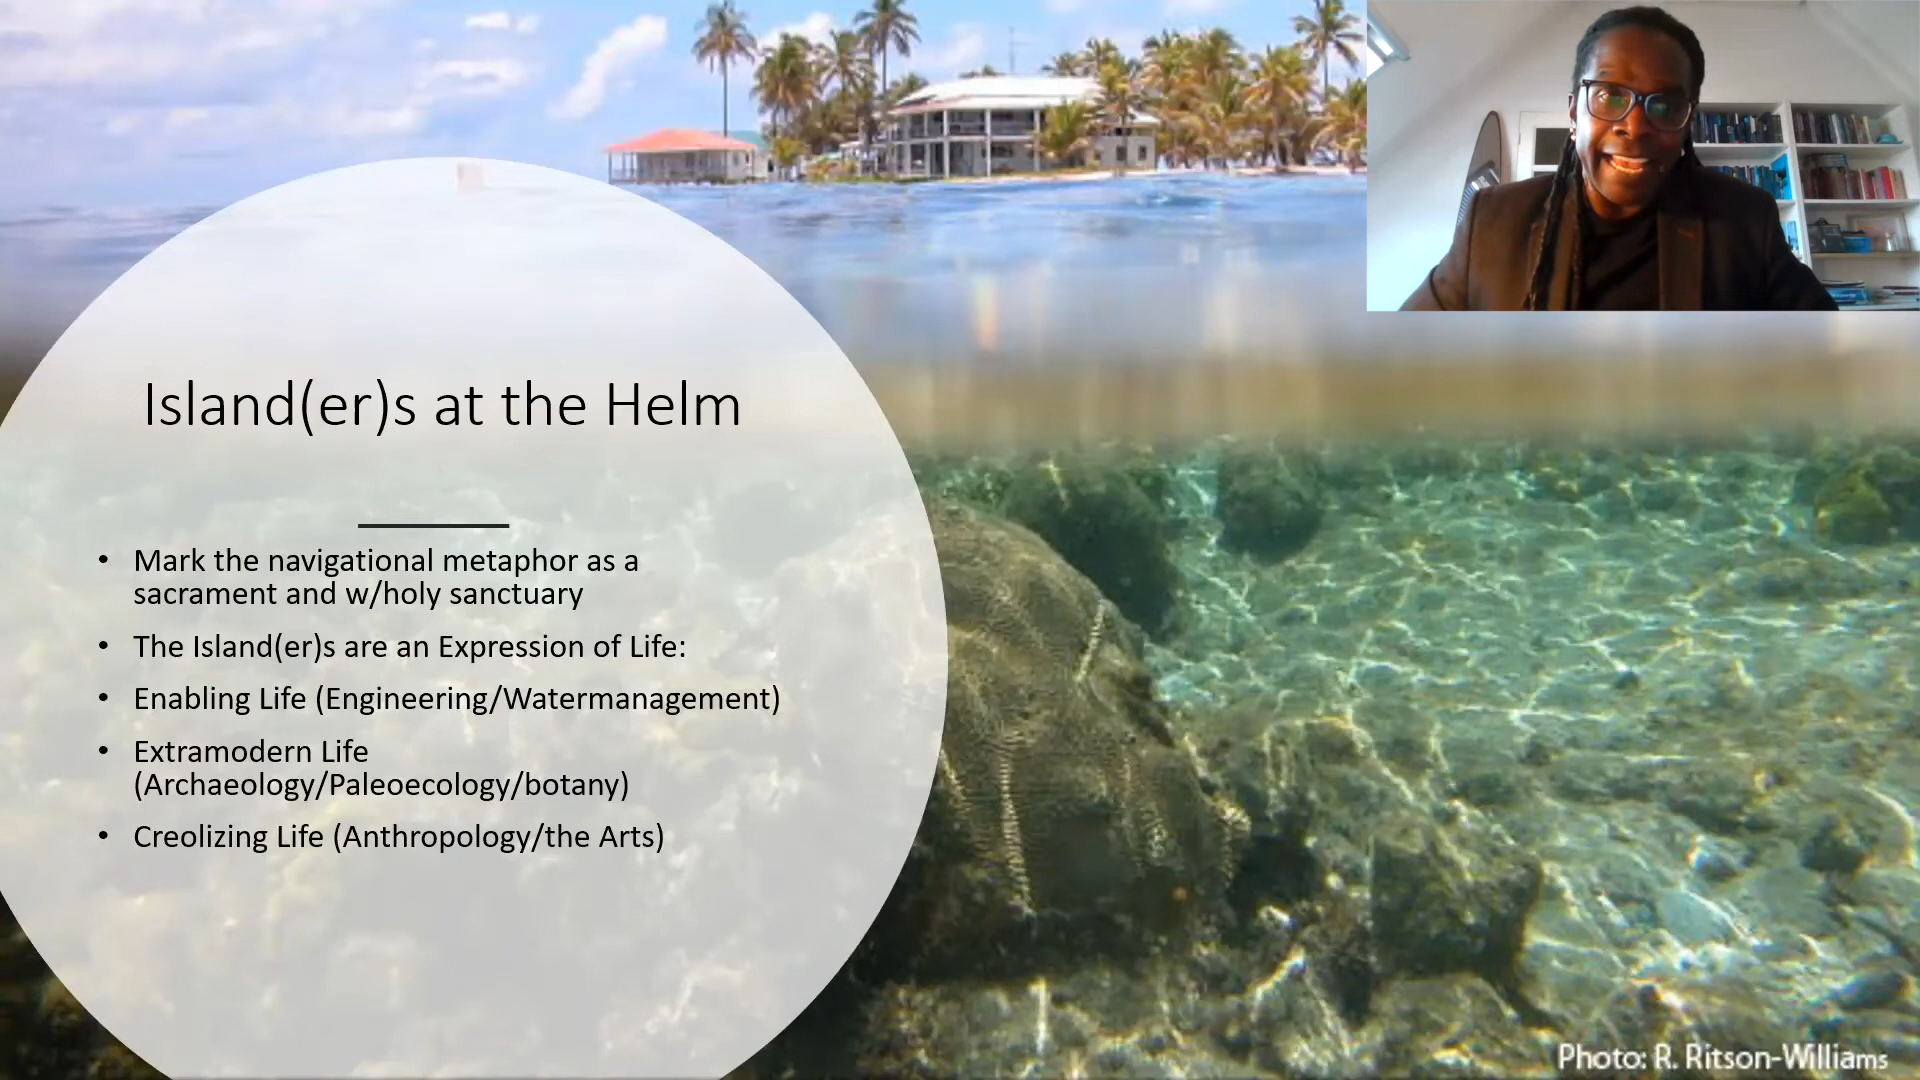 Island(er)s at the Helm
• Mark the navigational metaphor as a
sacrament and w/holy sanctuary
• The Island(er)s are an Expression of Life:
• Enabling Life (Engineering/Watermanagement)
• Extramodern Life
(Archaeology/Paleoecology/botany)
• Creolizing Life (Anthropology/the Arts)
Photo: R. Ritson-Williams